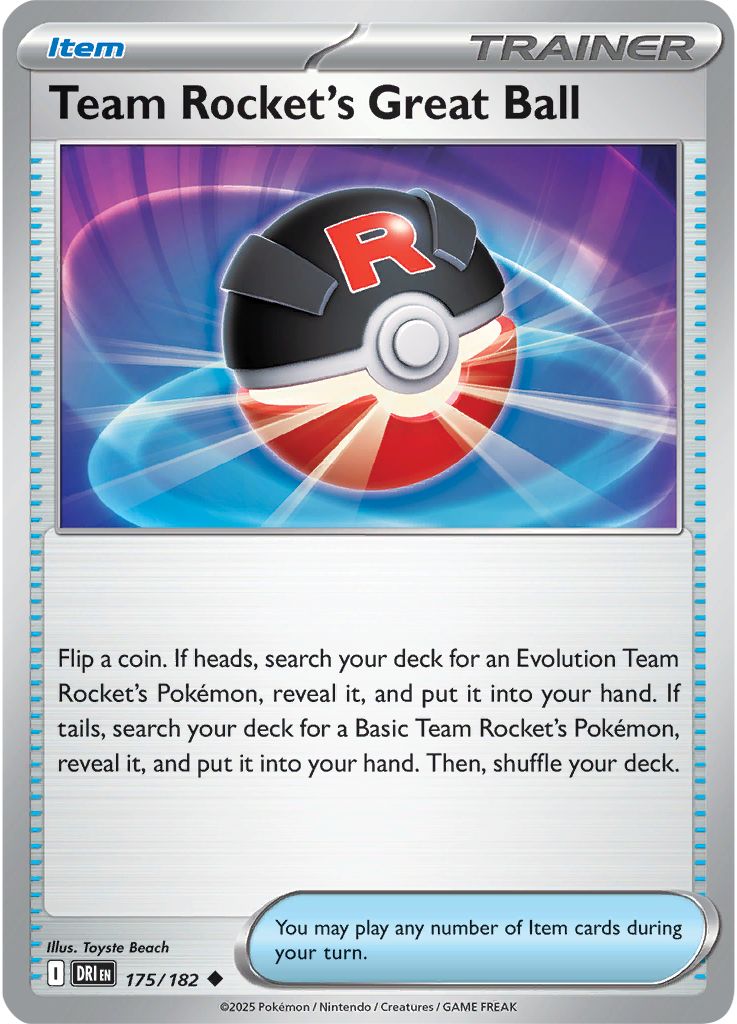 Item
TRAINER
Team Rocket's Great Ball
R
Flip a coin. If heads, search your deck for an Evolution Team
Rocket's Pokémon, reveal it, and put it into your hand. If
tails, search your deck for a Basic Team Rocket's Pokémon,
reveal it, and put it into your hand. Then, shuffle your deck.
You may play any number of Item cards during
your turn.
Illus. Toyste Beach
I DRI EN 175/182 ◆
©2025 Pokémon / Nintendo / Creatures / GAME FREAK